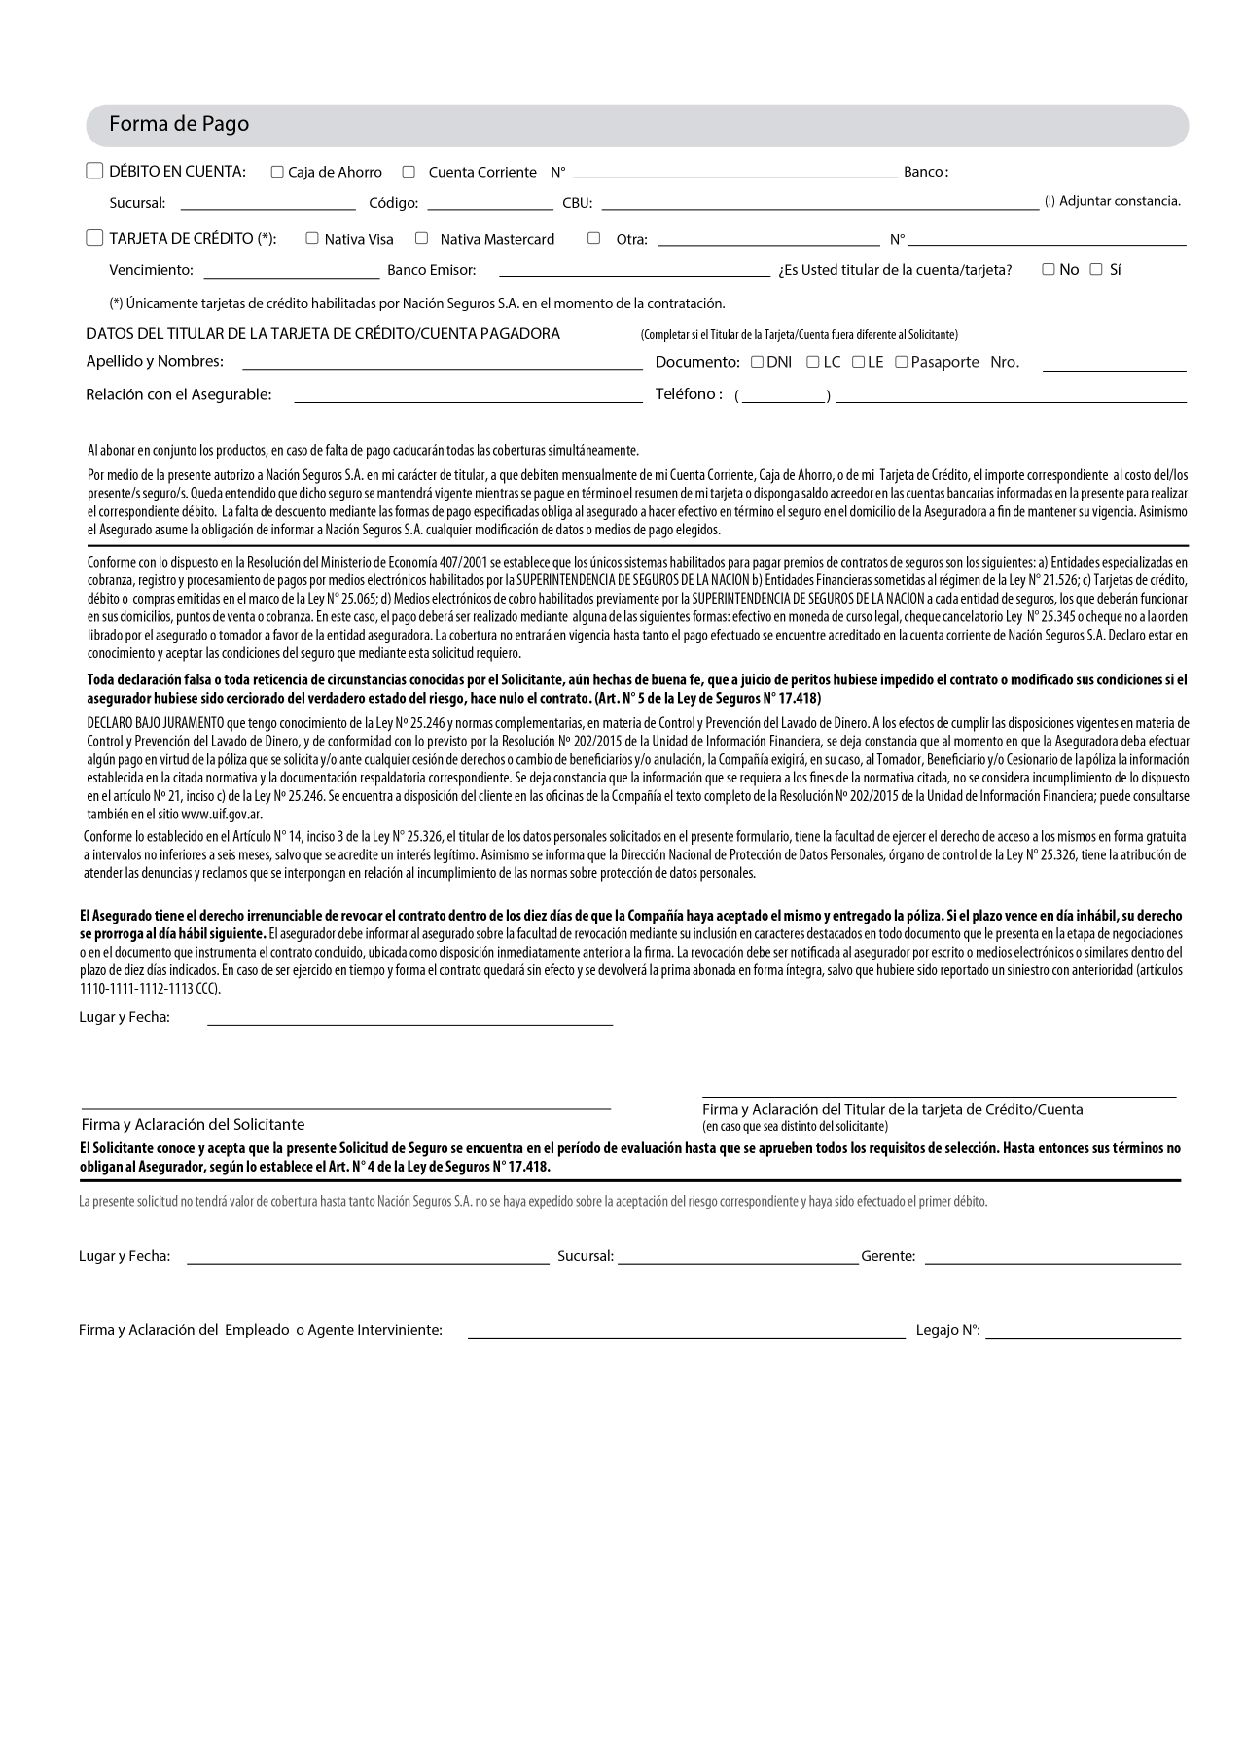 Forma de Pago
DÉBITO EN CUENTA: Caja de Ahorro Cuenta Corriente N° Banco:
Sucursal: Código: CBU: ( ) Adjuntar constancia.
TARJETA DE CRÉDITO (*): Nativa Visa Nativa Mastercard Otra: N°
Vencimiento: Banco Emisor: ¿Es Usted titular de la cuenta/tarjeta? No Sí
(*) Únicamente tarjetas de crédito habilitadas por Nación Seguros S.A. en el momento de la contratación.
DATOS DEL TITULAR DE LA TARJETA DE CRÉDITO/CUENTA PAGADORA (Completar si el Titular de la Tarjeta/Cuenta fuera diferente al Solicitante)
Apellido y Nombres: Documento: DNI LC LE Pasaporte Nro.
Relación con el Asegurable: Teléfono : ( )
Al abonar en conjunto los productos, en caso de falta de pago caducarán todas las coberturas simultáneamente.
Por medio de la presente autorizo a Nación Seguros S.A. en mi carácter de titular, a que debiten mensualmente de mi Cuenta Corriente, Caja de Ahorro, o de mi Tarjeta de Crédito, el importe correspondiente al costo del/los
presente/s seguro/s. Queda entendido que dicho seguro se mantendrá vigente mientras se pague en término el resumen de mi tarjeta o disponga saldo acreedor en las cuentas bancarias informadas en la presente para realizar
el correspondiente débito. La falta de descuento mediante las formas de pago especificadas obliga al asegurado a hacer efectivo en término el seguro en el domicilio de la Aseguradora a fin de mantener su vigencia. Asimismo
el Asegurado asume la obligación de informar a Nación Seguros S.A. cualquier modificación de datos o medios de pago elegidos.
Conforme con lo dispuesto en la Resolución del Ministerio de Economía 407/2001 se establece que los únicos sistemas habilitados para pagar premios de contratos de seguros son los siguientes: a) Entidades especializadas en
cobranza, registro y procesamiento de pagos por medios electrónicos habilitados por la SUPERINTENDENCIA DE SEGUROS DE LA NACION b) Entidades Financieras sometidas al régimen de la Ley N° 21.526; c) Tarjetas de crédito,
débito o compras emitidas en el marco de la Ley N° 25.065; d) Medios electrónicos de cobro habilitados previamente por la SUPERINTENDENCIA DE SEGUROS DE LA NACION a cada entidad de seguros, los que deberán funcionar
en sus domicilios, puntos de venta o cobranza. En este caso, el pago deberá ser realizado mediante alguna de las siguientes formas: efectivo en moneda de curso legal, cheque cancelatorio Ley N° 25.345 o cheque no a la orden
librado por el asegurado o tomador a favor de la entidad aseguradora. La cobertura no entrará en vigencia hasta tanto el pago efectuado se encuentre acreditado en la cuenta corriente de Nación Seguros S.A. Declaro estar en
conocimiento y aceptar las condiciones del seguro que mediante esta solicitud requiero.
Toda declaración falsa o toda reticencia de circunstancias conocidas por el Solicitante, aún hechas de buena fe, que a juicio de peritos hubiese impedido el contrato o modificado sus condiciones si el
asegurador hubiese sido cerciorado del verdadero estado del riesgo, hace nulo el contrato. (Art. N° 5 de la Ley de Seguros N° 17.418)
DECLARO BAJO JURAMENTO que tengo conocimiento de la Ley Nº 25.246 y normas complementarias, en materia de Control y Prevención del Lavado de Dinero. A los efectos de cumplir las disposiciones vigentes en materia de
Control y Prevención del Lavado de Dinero, y de conformidad con lo previsto por la Resolución Nº 202/2015 de la Unidad de Información Financiera, se deja constancia que al momento en que la Aseguradora deba efectuar
algún pago en virtud de la póliza que se solicita y/o ante cualquier cesión de derechos o cambio de beneficiarios y/o anulación, la Compañía exigirá, en su caso, al Tomador, Beneficiario y/o Cesionario de la póliza la información
establecida en la citada normativa y la documentación respaldatoria correspondiente. Se deja constancia que la información que se requiera a los fines de la normativa citada, no se considera incumplimiento de lo dispuesto
en el artículo Nº 21, inciso c) de la Ley Nº 25.246. Se encuentra a disposición del cliente en las oficinas de la Compañía el texto completo de la Resolución Nº 202/2015 de la Unidad de Información Financiera; puede consultarse
también en el sitio www.uif.gov.ar.
Conforme lo establecido en el Artículo N° 14, inciso 3 de la Ley N° 25.326, el titular de los datos personales solicitados en el presente formulario, tiene la facultad de ejercer el derecho de acceso a los mismos en forma gratuita
a intervalos no inferiores a seis meses, salvo que se acredite un interés legítimo. Asimismo se informa que la Dirección Nacional de Protección de Datos Personales, órgano de control de la Ley N° 25.326, tiene la atribución de
atender las denuncias y reclamos que se interpongan en relación al incumplimiento de las normas sobre protección de datos personales.
El Asegurado tiene el derecho irrenunciable de revocar el contrato dentro de los diez días de que la Compañía haya aceptado el mismo y entregado la póliza. Si el plazo vence en día inhábil, su derecho
se prorroga al día hábil siguiente. El asegurador debe informar al asegurado sobre la facultad de revocación mediante su inclusión en caracteres destacados en todo documento que le presenta en la etapa de negociaciones
o en el documento que instrumenta el contrato concluido, ubicada como disposición inmediatamente anterior a la firma. La revocación debe ser notificada al asegurador por escrito o medios electrónicos o similares dentro del
plazo de diez días indicados. En caso de ser ejercido en tiempo y forma el contrato quedará sin efecto y se devolverá la prima abonada en forma íntegra, salvo que hubiere sido reportado un siniestro con anterioridad (artículos
1110-1111-1112-1113 CCC).
Lugar y Fecha:
Firma y Aclaración del Solicitante
Firma y Aclaración del Titular de la tarjeta de Crédito/Cuenta
(en caso que sea distinto del solicitante)
El Solicitante conoce y acepta que la presente Solicitud de Seguro se encuentra en el período de evaluación hasta que se aprueben todos los requisitos de selección. Hasta entonces sus términos no
obligan al Asegurador, según lo establece el Art. N° 4 de la Ley de Seguros N° 17.418.
La presente solicitud no tendrá valor de cobertura hasta tanto Nación Seguros S.A. no se haya expedido sobre la aceptación del riesgo correspondiente y haya sido efectuado el primer débito.
Lugar y Fecha: Sucursal: Gerente:
Firma y Aclaración del Empleado o Agente Interviniente: Legajo N°: